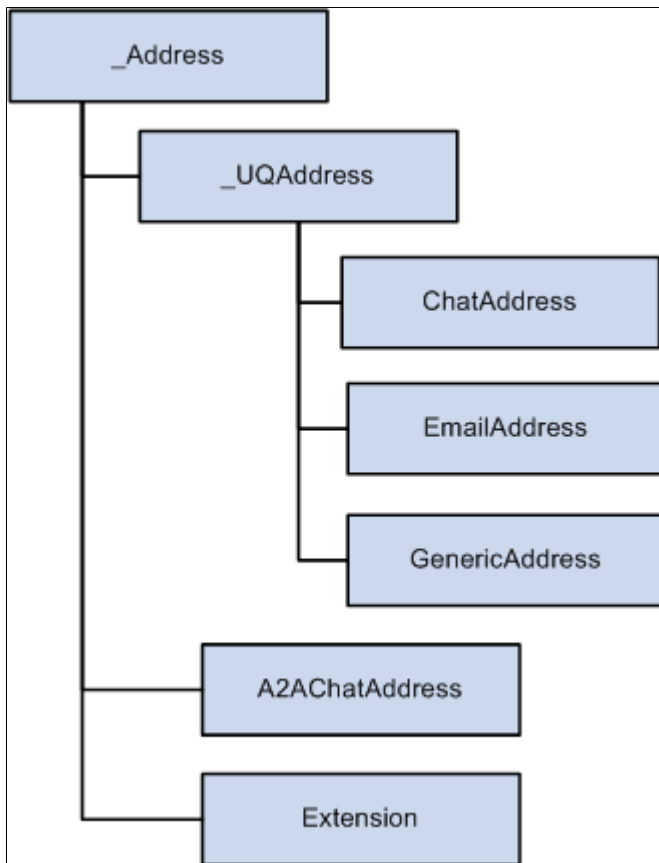 _Address
_UQAddress
ChatAddress
EmailAddress
GenericAddress
A2AChatAddress
Extension